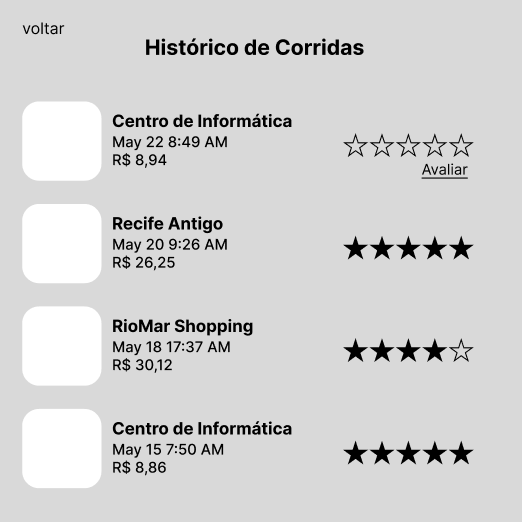 voltar
Histórico de Corridas
Centro de Informática
May 22 8:49 AM
R$ 8,94
☆☆☆☆☆
Avaliar
Recife Antigo
May 20 9:26 AM
R$ 26,25
★★★★★
RioMar Shopping
May 18 17:37 AM
R$ 30,12
★★★★☆
Centro de Informática
May 15 7:50 AM
R$ 8,86
★★★★★